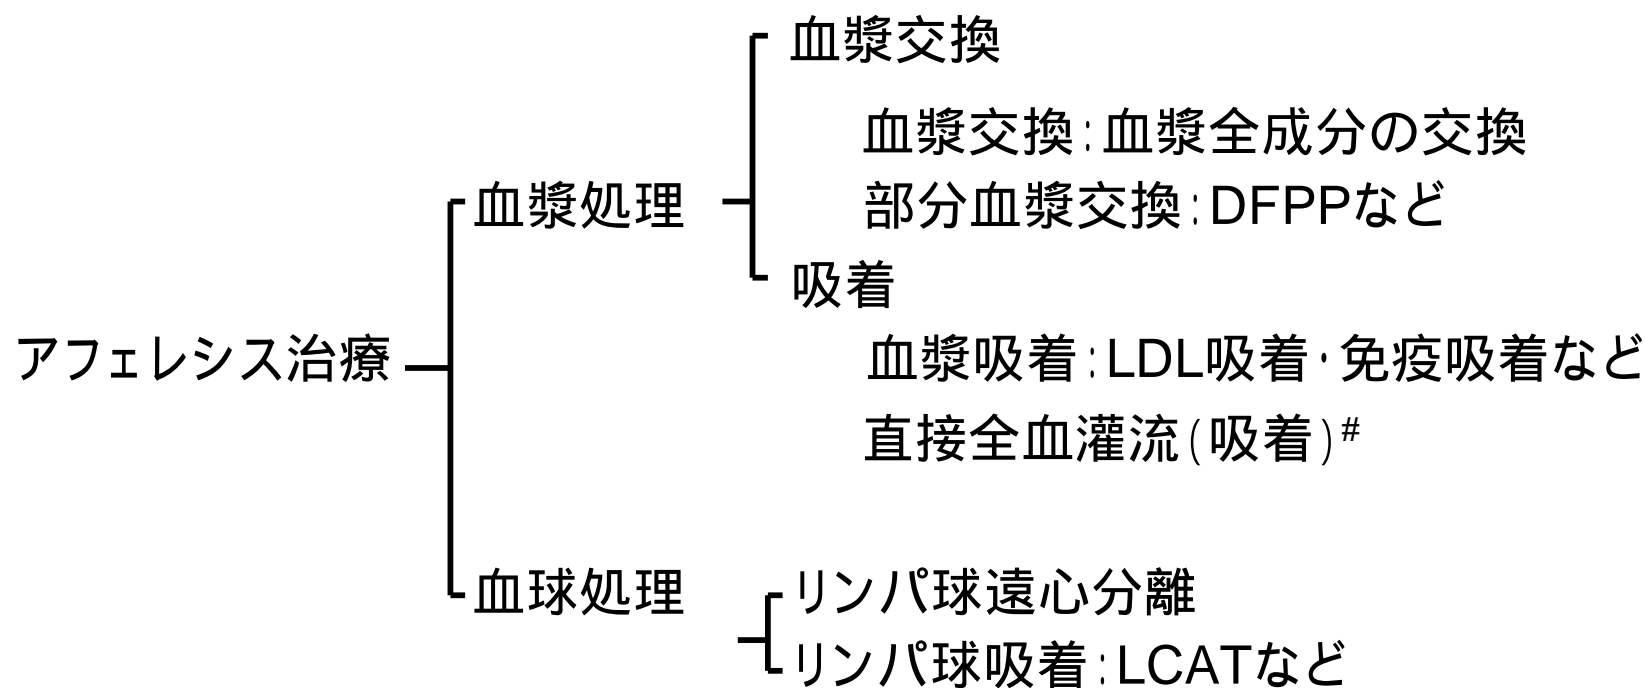 血漿交換
血漿交換:血漿全成分の交換
血漿処理
部分血漿交換:DFPPなど
吸着
アフェレシス治療
血漿吸着:LDL吸着・免疫吸着など
直接全血灌流(吸着)#
血球処理
リンパ球遠心分離
リンパ球吸着:LCATなど